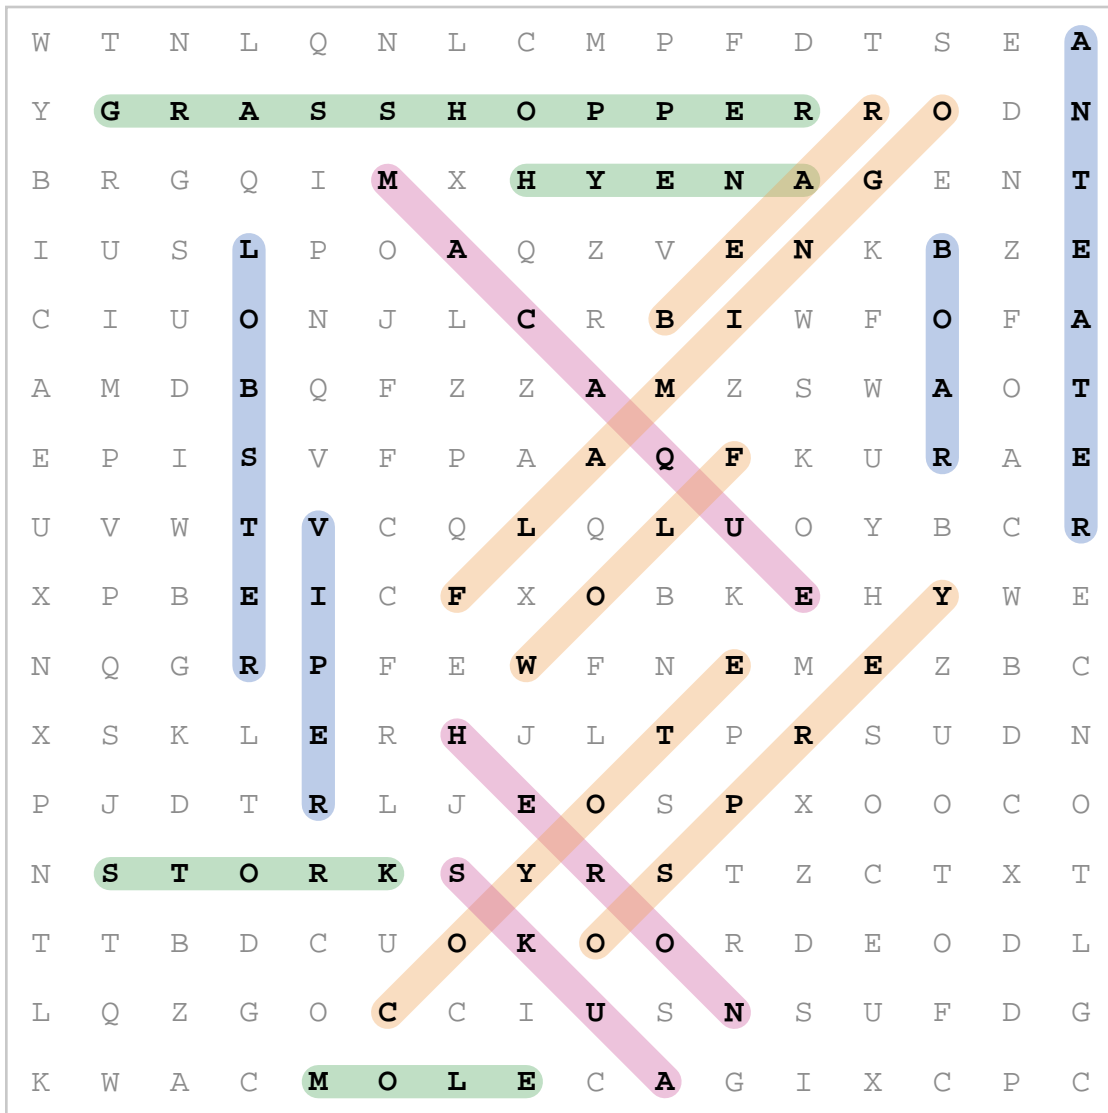 W T N L Q N L C M P F D T S E A
Y G R A S S H O P P E R R O D N
B R G Q I M X H Y E N A G E N T
I U S L P O A Q Z V E N K B Z E
C I U O N J L C R B I W F O F A
A M D B Q F Z Z A M Z S W A O T
E P I S V F P A A Q F K U R A E
U V W T V C Q L Q L U O Y B C R
X P B E I C F X O B K E H Y W E
N Q G R P F E W F N E M E Z B C
X S K L E R H J L T P R S U D N
P J D T R L J E O S P X O O C O
N S T O R K S Y R S T Z C T X T
T T B D C U O K O O R D E O D L
L Q Z G O C C I U S N S U F D G
K W A C M O L E C A G I X C P C